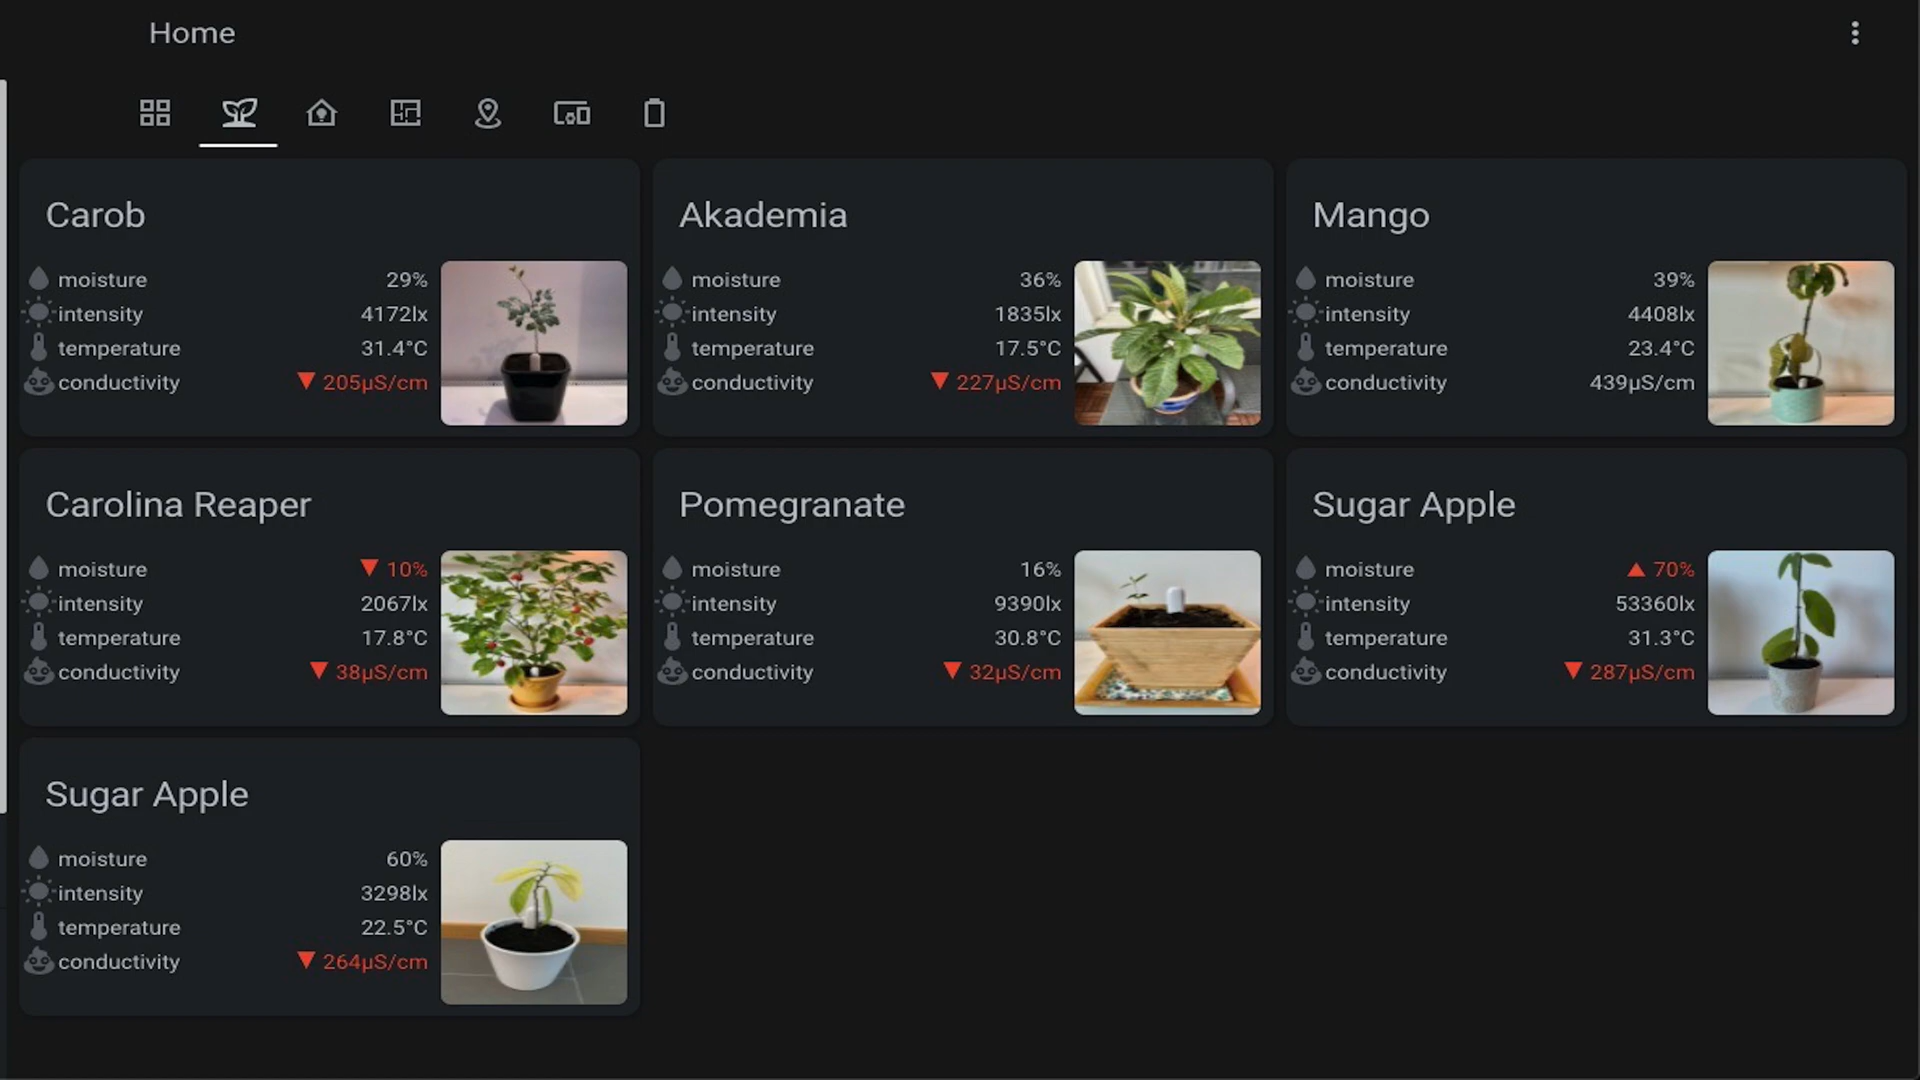 Home
Carob
moisture 29%
intensity 4172lx
temperature 31.4°C
conductivity ▼ 205µS/cm
Akademia
moisture 36%
intensity 1835lx
temperature 17.5°C
conductivity ▼ 227µS/cm
Mango
moisture 39%
intensity 4408lx
temperature 23.4°C
conductivity 439µS/cm
Carolina Reaper
moisture ▼ 10%
intensity 2067lx
temperature 17.8°C
conductivity ▼ 38µS/cm
Pomegranate
moisture 16%
intensity 9390lx
temperature 30.8°C
conductivity ▼ 32µS/cm
Sugar Apple
moisture ▲ 70%
intensity 53360lx
temperature 31.3°C
conductivity ▼ 287µS/cm
Sugar Apple
moisture 60%
intensity 3298lx
temperature 22.5°C
conductivity ▼ 264µS/cm